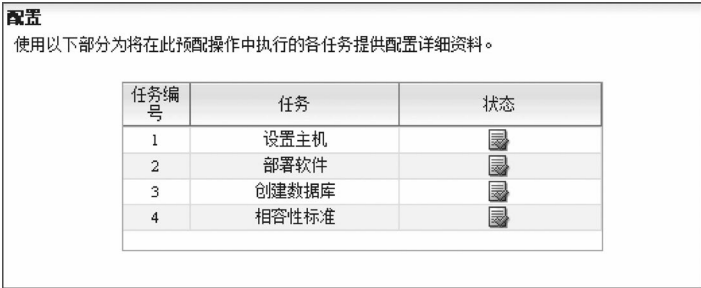 配置
使用以下部分为将在此预配操作中执行的各任务提供配置详细资料。
任务编号 任务 状态
1 设置主机
2 部署软件
3 创建数据库
4 相容性标准